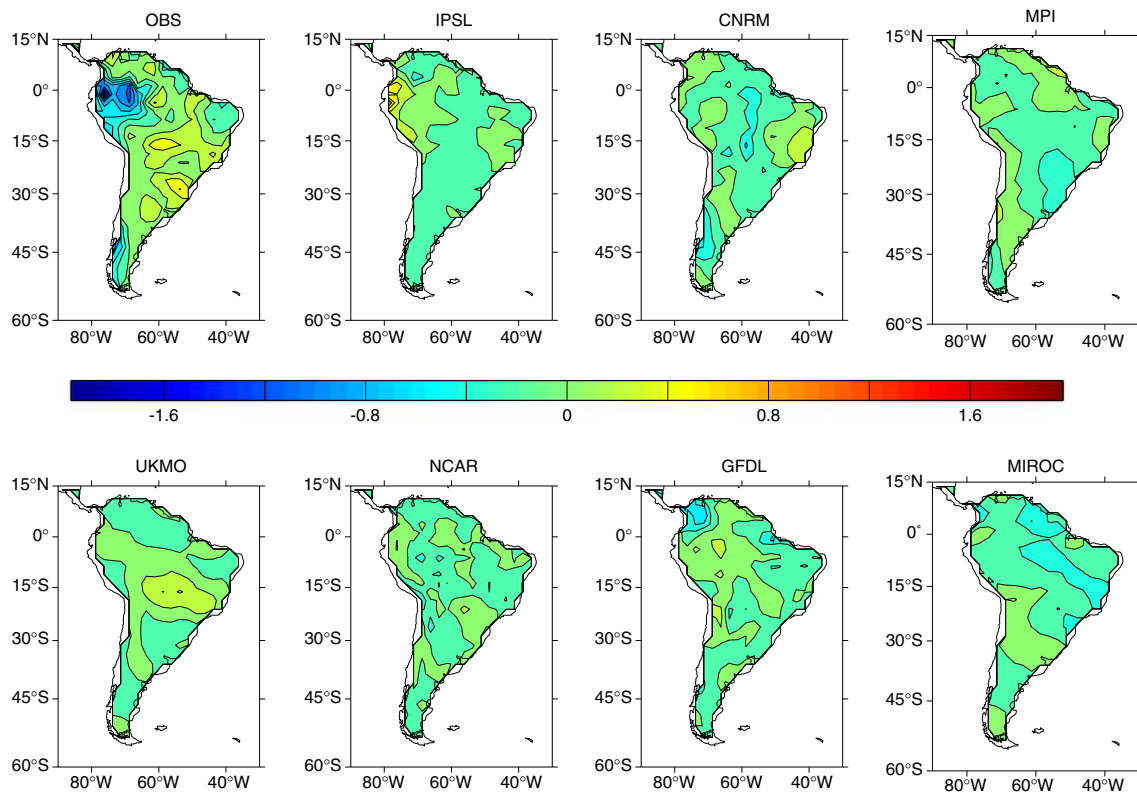 OBS IPSL CNRM MPI
15°N 15°N 15°N 15°N
0° 0° 0° 0°
15°S 15°S 15°S 15°S
30°S 30°S 30°S 30°S
45°S 45°S 45°S 45°S
60°S 60°S 60°S 60°S
80°W 60°W 40°W 80°W 60°W 40°W 80°W 60°W 40°W 80°W 60°W 40°W
-1.6 -0.8 0 0.8 1.6
UKMO NCAR GFDL MIROC
15°N 15°N 15°N 15°N
0° 0° 0° 0°
15°S 15°S 15°S 15°S
30°S 30°S 30°S 30°S
45°S 45°S 45°S 45°S
60°S 60°S 60°S 60°S
80°W 60°W 40°W 80°W 60°W 40°W 80°W 60°W 40°W 80°W 60°W 40°W